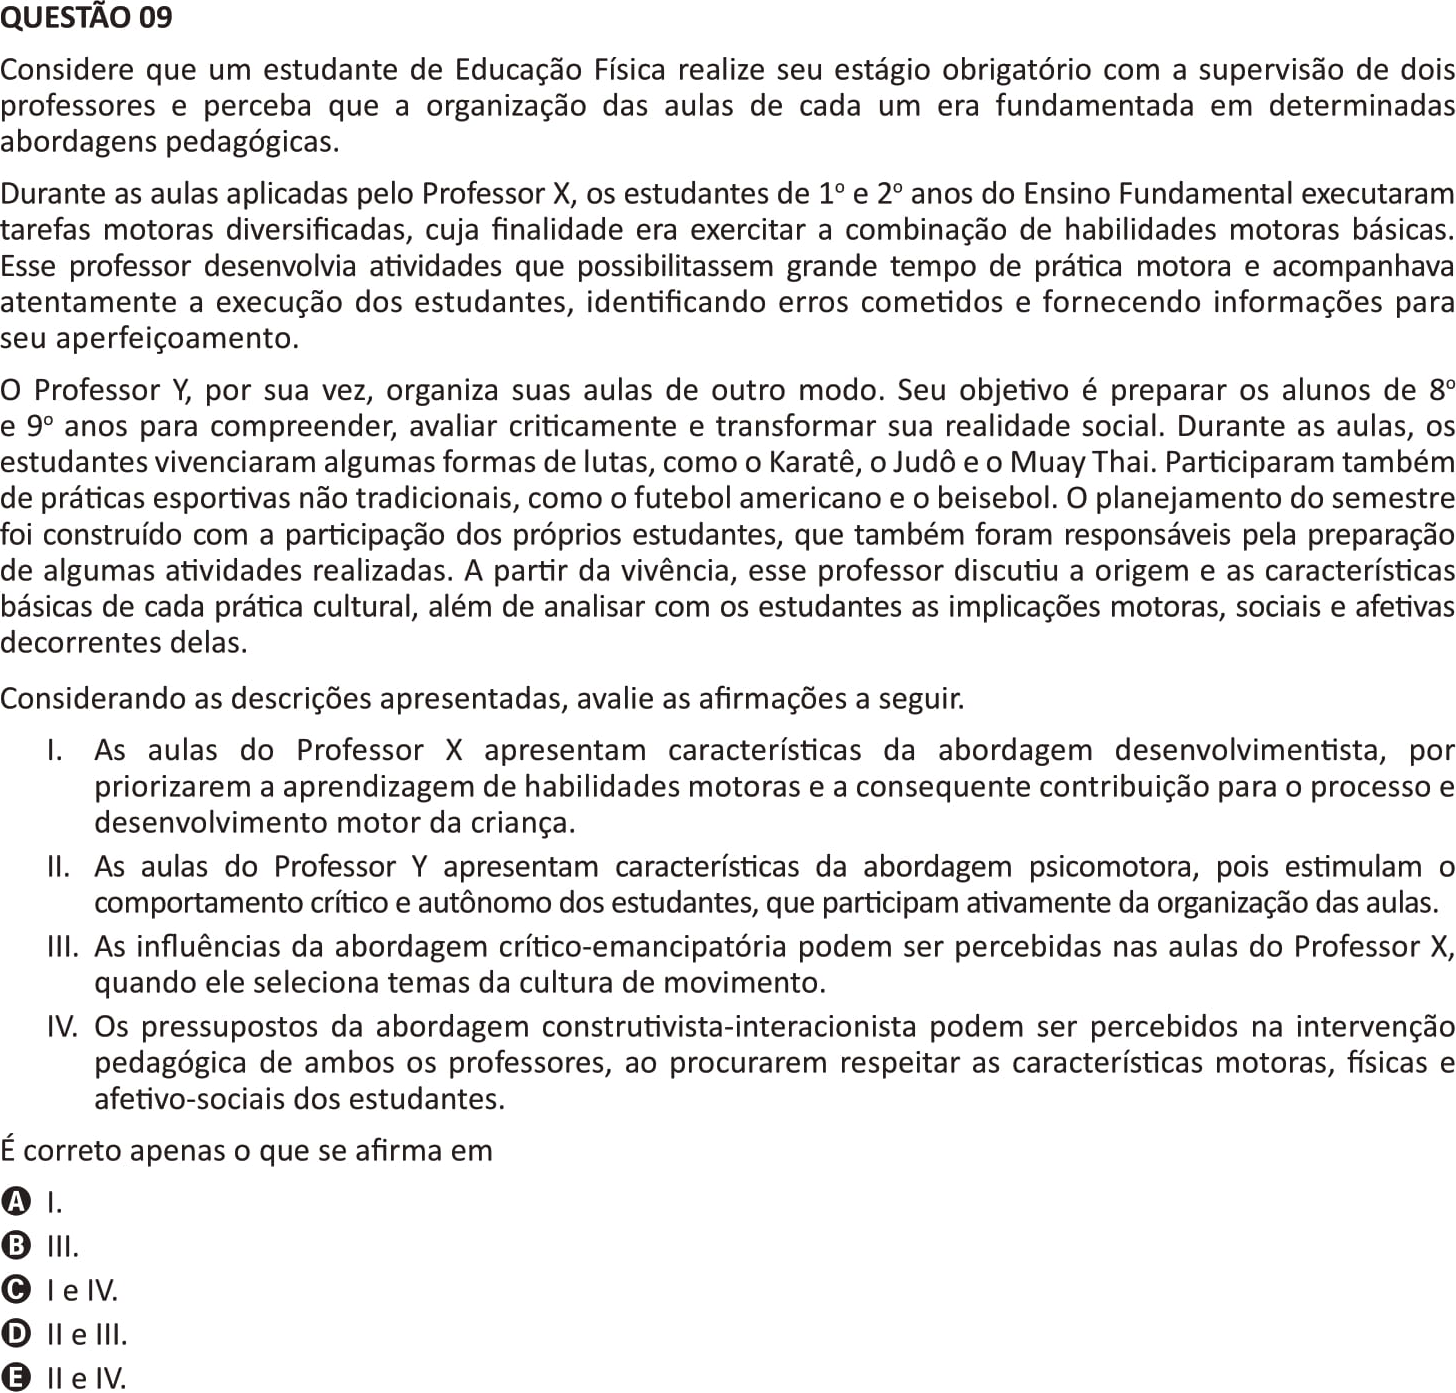 QUESTÃO 09
Considere que um estudante de Educação Física realize seu estágio obrigatório com a supervisão de dois
professores e perceba que a organização das aulas de cada um era fundamentada em determinadas
abordagens pedagógicas.
Durante as aulas aplicadas pelo Professor X, os estudantes de 1º e 2º anos do Ensino Fundamental executaram
tarefas motoras diversificadas, cuja finalidade era exercitar a combinação de habilidades motoras básicas.
Esse professor desenvolvia atividades que possibilitassem grande tempo de prática motora e acompanhava
atentamente a execução dos estudantes, identificando erros cometidos e fornecendo informações para
seu aperfeiçoamento.
O Professor Y, por sua vez, organiza suas aulas de outro modo. Seu objetivo é preparar os alunos de 8º
e 9º anos para compreender, avaliar criticamente e transformar sua realidade social. Durante as aulas, os
estudantes vivenciaram algumas formas de lutas, como o Karatê, o Judô e o Muay Thai. Participaram também
de práticas esportivas não tradicionais, como o futebol americano e o beisebol. O planejamento do semestre
foi construído com a participação dos próprios estudantes, que também foram responsáveis pela preparação
de algumas atividades realizadas. A partir da vivência, esse professor discutiu a origem e as características
básicas de cada prática cultural, além de analisar com os estudantes as implicações motoras, sociais e afetivas
decorrentes delas.
Considerando as descrições apresentadas, avalie as afirmações a seguir.
I. As aulas do Professor X apresentam características da abordagem desenvolvimentista, por
priorizarem a aprendizagem de habilidades motoras e a consequente contribuição para o processo e
desenvolvimento motor da criança.
II. As aulas do Professor Y apresentam características da abordagem psicomotora, pois estimulam o
comportamento crítico e autônomo dos estudantes, que participam ativamente da organização das aulas.
III. As influências da abordagem crítico-emancipatória podem ser percebidas nas aulas do Professor X,
quando ele seleciona temas da cultura de movimento.
IV. Os pressupostos da abordagem construtivista-interacionista podem ser percebidos na intervenção
pedagógica de ambos os professores, ao procurarem respeitar as características motoras, físicas e
afetivo-sociais dos estudantes.
É correto apenas o que se afirma em
A I.
B III.
C I e IV.
D II e III.
E II e IV.